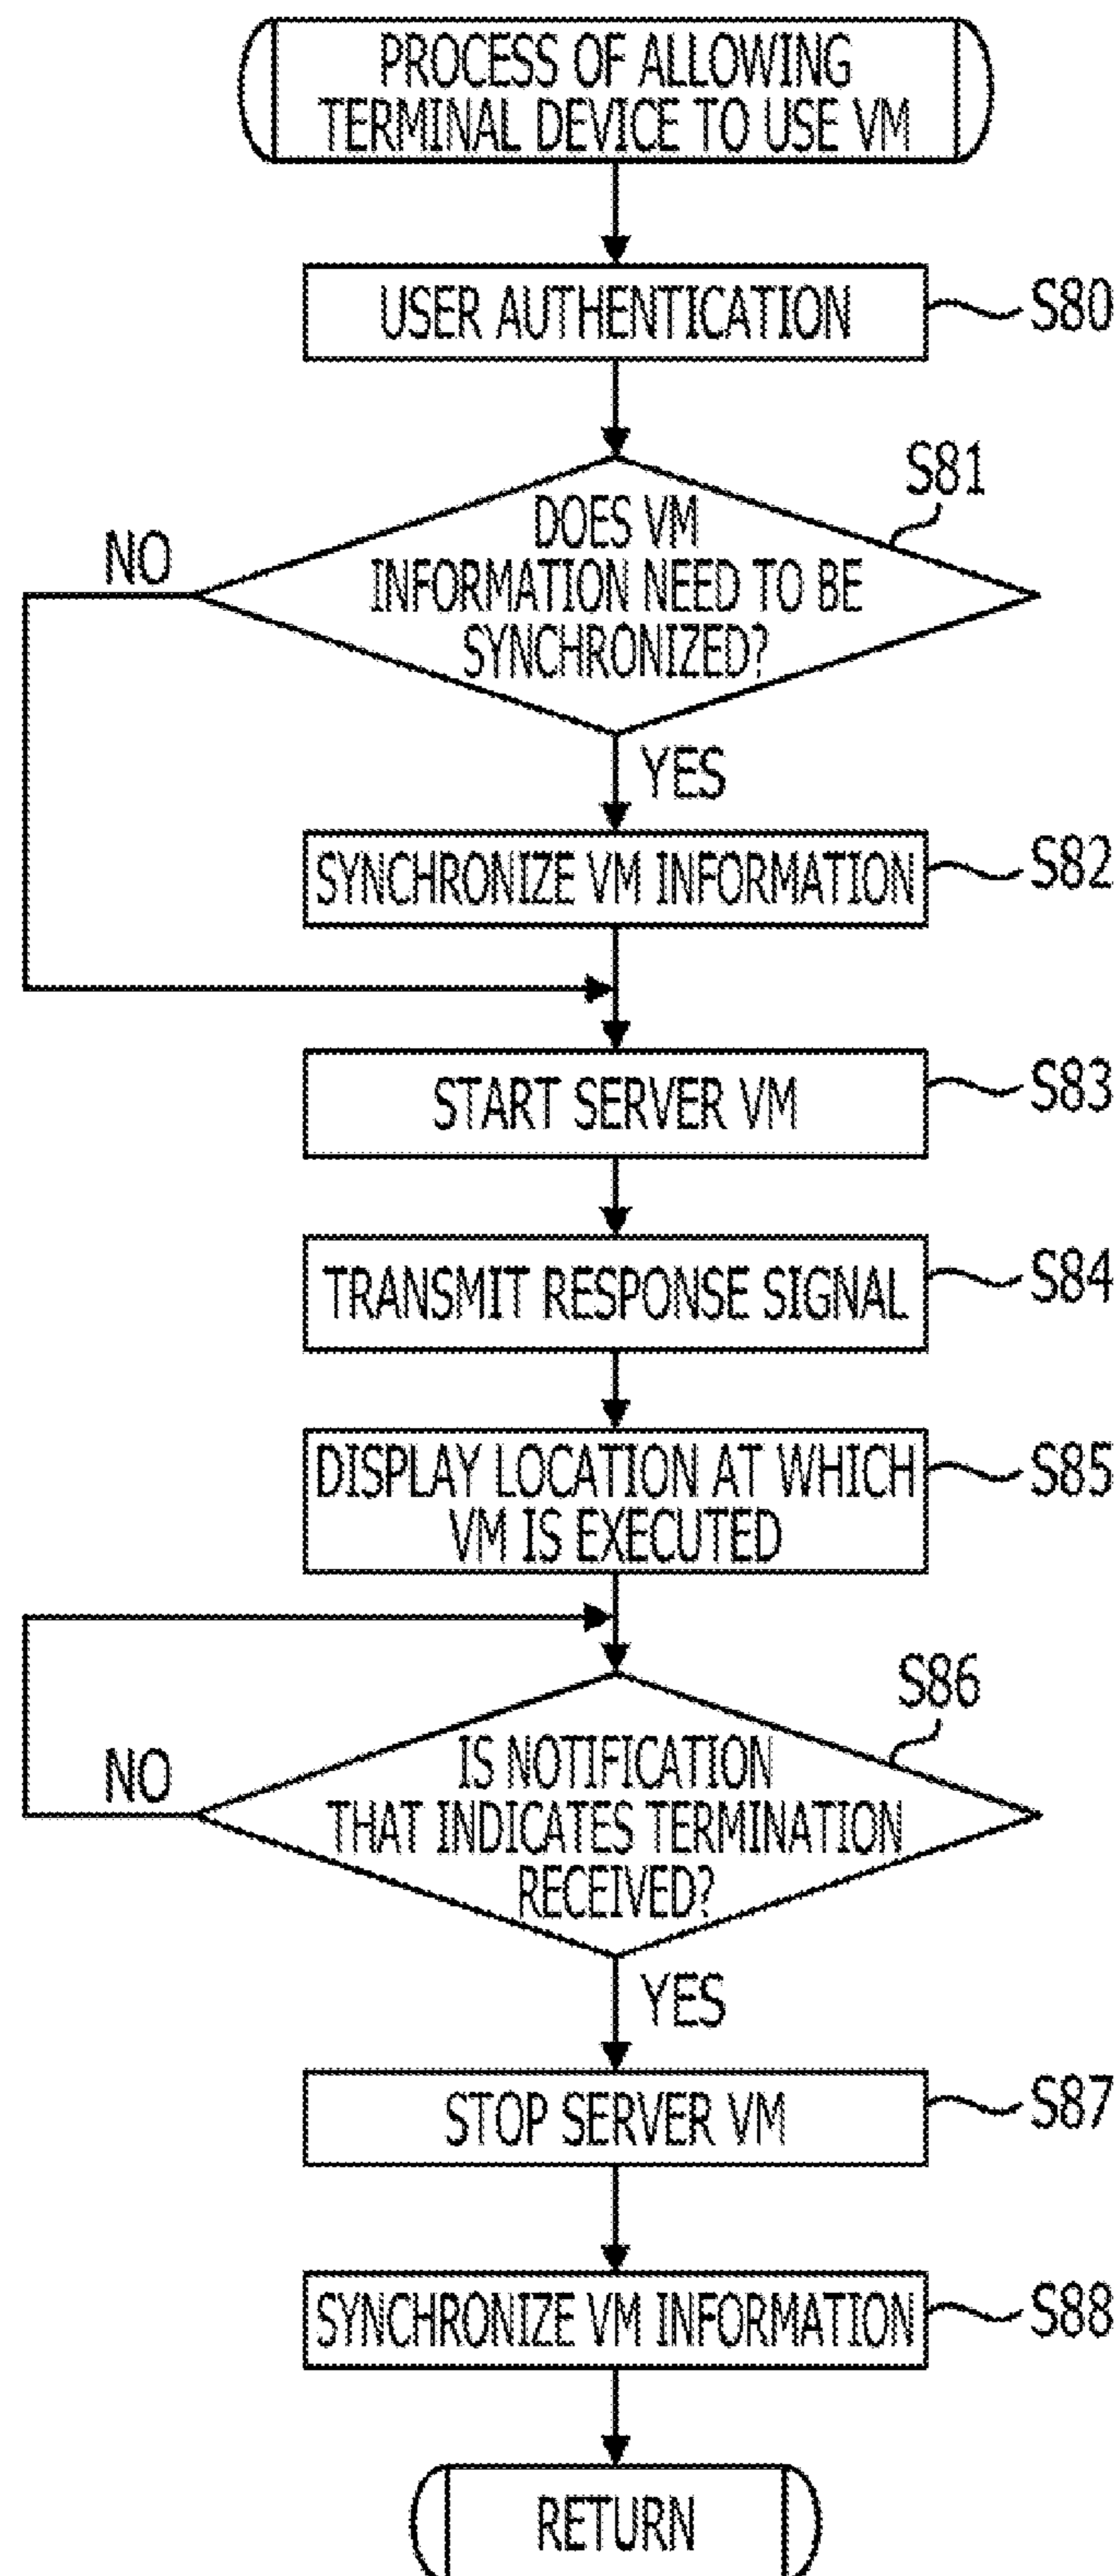 PROCESS OF ALLOWING
TERMINAL DEVICE TO USE VM
USER AUTHENTICATION
S80
S81
DOES VM
INFORMATION NEED TO BE
SYNCHRONIZED?
NO
YES
SYNCHRONIZE VM INFORMATION
S82
START SERVER VM
S83
TRANSMIT RESPONSE SIGNAL
S84
DISPLAY LOCATION AT WHICH
VM IS EXECUTED
S85
S86
IS NOTIFICATION
THAT INDICATES TERMINATION
RECEIVED?
NO
YES
STOP SERVER VM
S87
SYNCHRONIZE VM INFORMATION
S88
RETURN